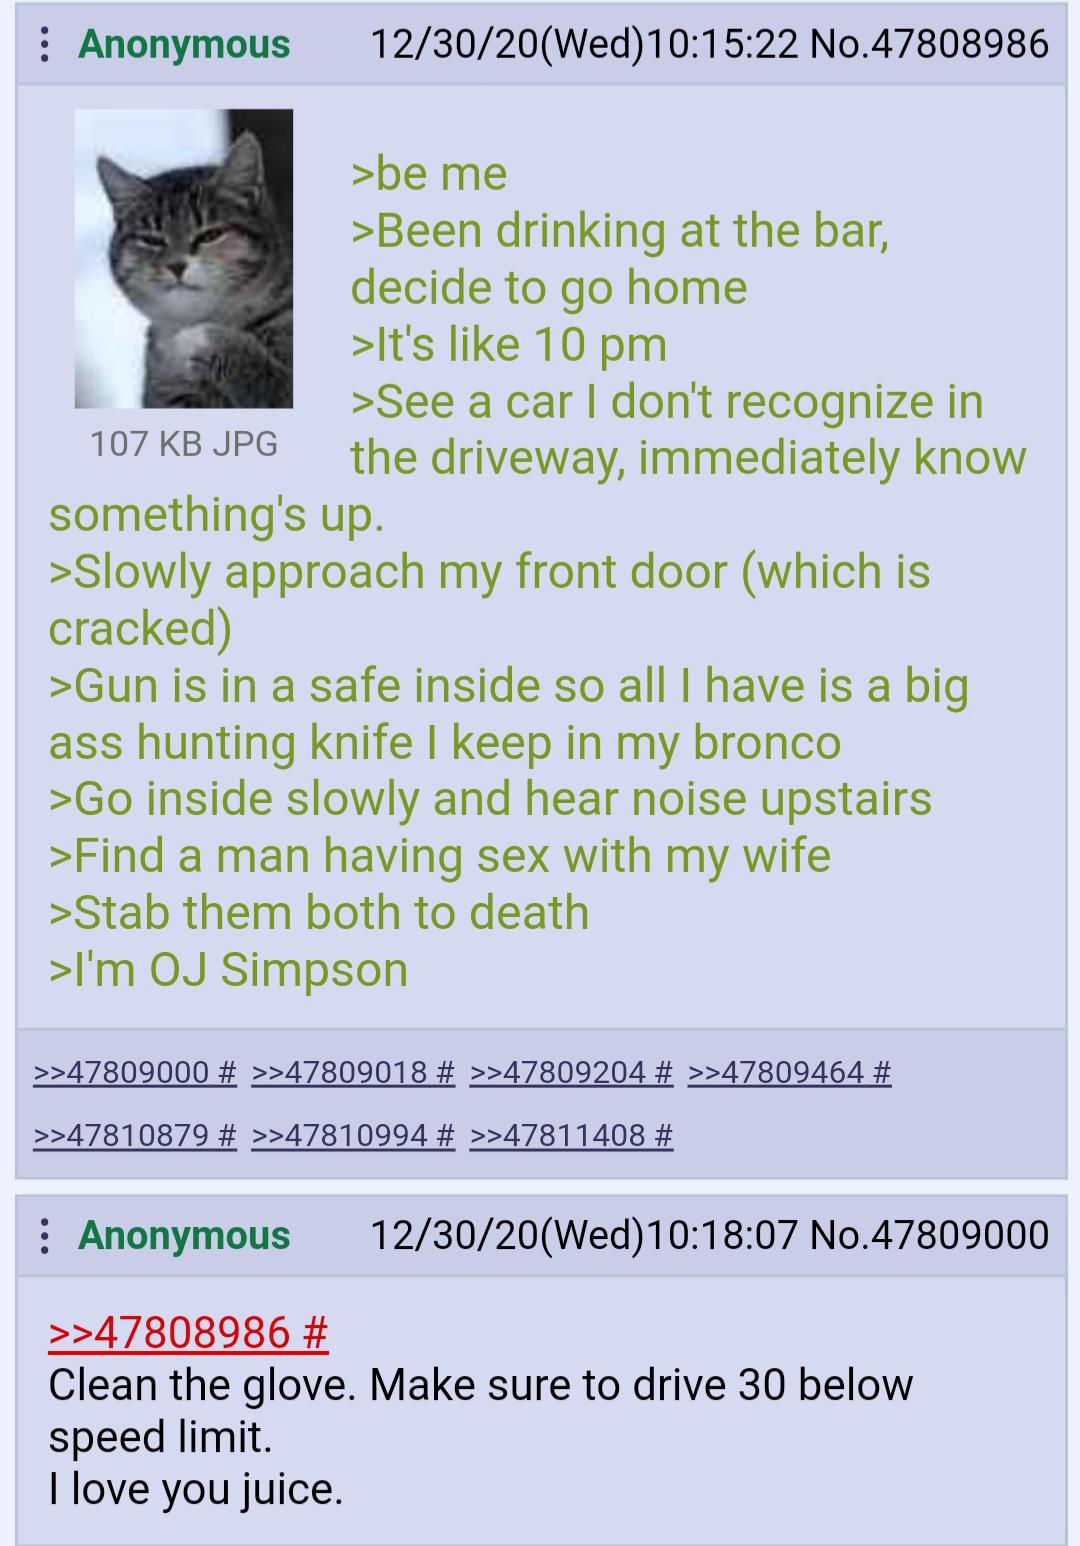 Anonymous 12/30/20(Wed)10:15:22 No.47808986
>be me
>Been drinking at the bar,
decide to go home
>It's like 10 pm
>See a car I don't recognize in
the driveway, immediately know
107 KB JPG
something's up.
>Slowly approach my front door (which is
cracked)
>Gun is in a safe inside so all I have is a big
ass hunting knife I keep in my bronco
>Go inside slowly and hear noise upstairs
>Find a man having sex with my wife
>Stab them both to death
>I'm OJ Simpson
>>47809000 # >>47809018 # >>47809204 # >>47809464 #
>>47810879 # >>47810994 # >>47811408 #
Anonymous 12/30/20(Wed)10:18:07 No.47809000
>>47808986 #
Clean the glove. Make sure to drive 30 below
speed limit.
I love you juice.